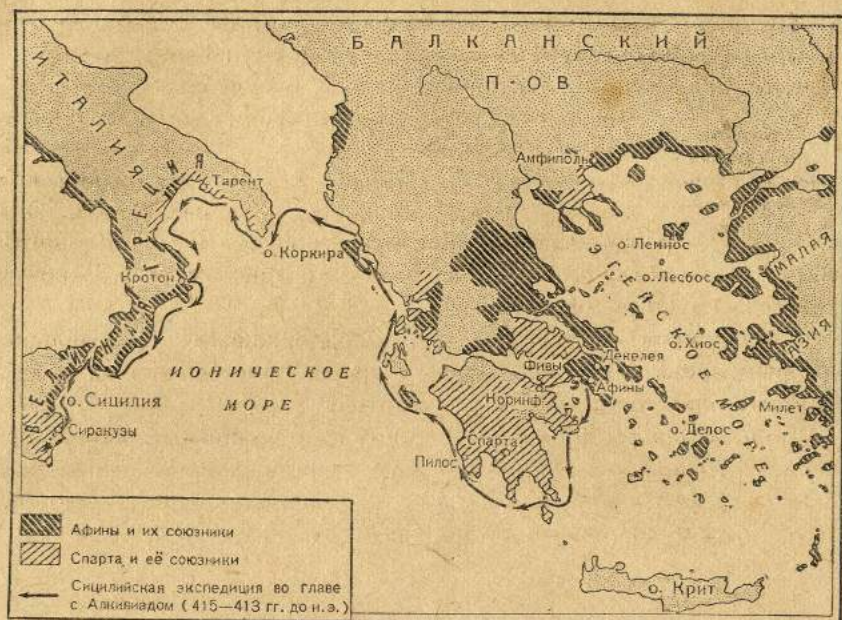 БАЛКАНСКИЙ
П-ОВ
ИТАЛИЯ
ВЕЛИКАЯ ГРЕЦИЯ
Тарент
Амфиполь
о. Коркира
о. Лемнос
о. Лесбос
МАЛАЯ
АЗИЯ
ЭГЕЙСКОЕ МОРЕ
Кротон
о. Хиос
Декелея
Фивы
Афины
ИОНИЧЕСКОЕ
МОРЕ
Коринф
о. Сицилия
Милет
о. Делос
Сиракузы
Спарта
Пилос
Афины и их союзники
Спарта и её союзники
Сицилийская экспедиция во главе
с Алкивиадом (415—413 гг. до н. э.)
о. Крит